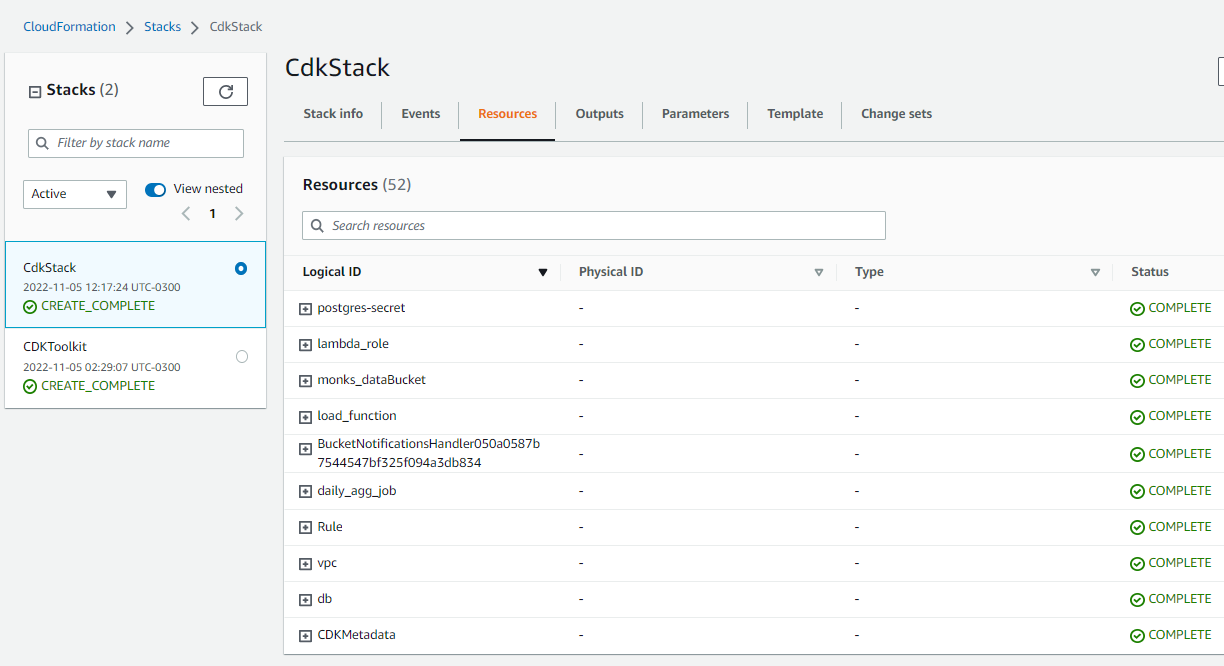 CloudFormation > Stacks > CdkStack
Stacks (2)
Filter by stack name
Active
View nested
1
CdkStack
2022-11-05 12:17:24 UTC-0300
CREATE_COMPLETE
CDKToolkit
2022-11-05 02:29:07 UTC-0300
CREATE_COMPLETE
CdkStack
Stack info Events Resources Outputs Parameters Template Change sets
Resources (52)
Search resources
Logical ID Physical ID Type Status
postgres-secret - - COMPLETE
lambda_role - - COMPLETE
monks_dataBucket - - COMPLETE
load_function - - COMPLETE
BucketNotificationsHandler050a0587b
7544547bf325f094a3db834 - - COMPLETE
daily_agg_job - - COMPLETE
Rule - - COMPLETE
vpc - - COMPLETE
db - - COMPLETE
CDKMetadata - - COMPLETE